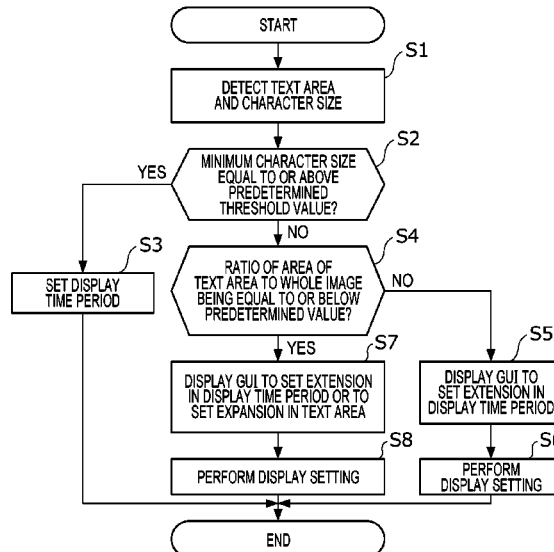 START
S1
DETECT TEXT AREA
AND CHARACTER SIZE
S2
MINIMUM CHARACTER SIZE
EQUAL TO OR ABOVE
PREDETERMINED
THRESHOLD VALUE?
YES
NO
S3
SET DISPLAY
TIME PERIOD
S4
RATIO OF AREA OF
TEXT AREA TO WHOLE IMAGE
BEING EQUAL TO OR BELOW
PREDETERMINED VALUE?
NO
YES
S7
DISPLAY GUI TO SET EXTENSION
IN DISPLAY TIME PERIOD OR TO
SET EXPANSION IN TEXT AREA
S5
DISPLAY GUI TO
SET EXTENSION IN
DISPLAY TIME PERIOD
S8
PERFORM DISPLAY SETTING
PERFORM
DISPLAY SETTING
END